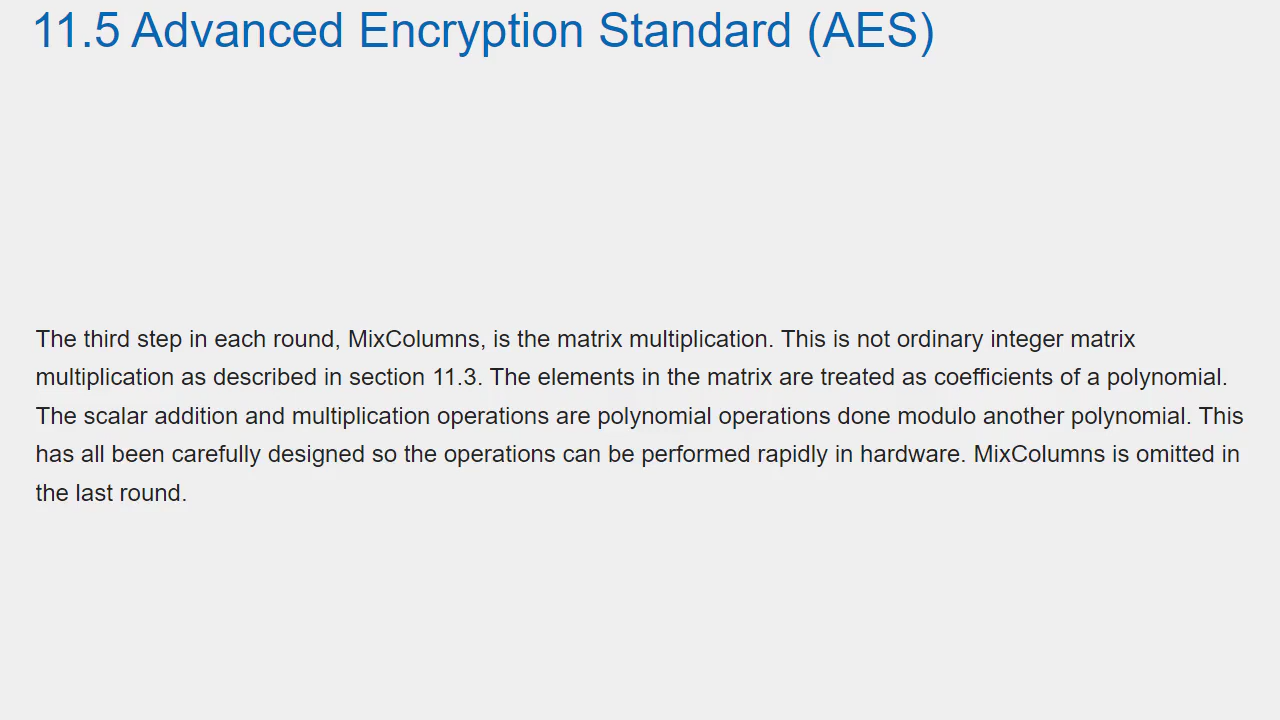 11.5 Advanced Encryption Standard (AES)
The third step in each round, MixColumns, is the matrix multiplication. This is not ordinary integer matrix
multiplication as described in section 11.3. The elements in the matrix are treated as coefficients of a polynomial.
The scalar addition and multiplication operations are polynomial operations done modulo another polynomial. This
has all been carefully designed so the operations can be performed rapidly in hardware. MixColumns is omitted in
the last round.